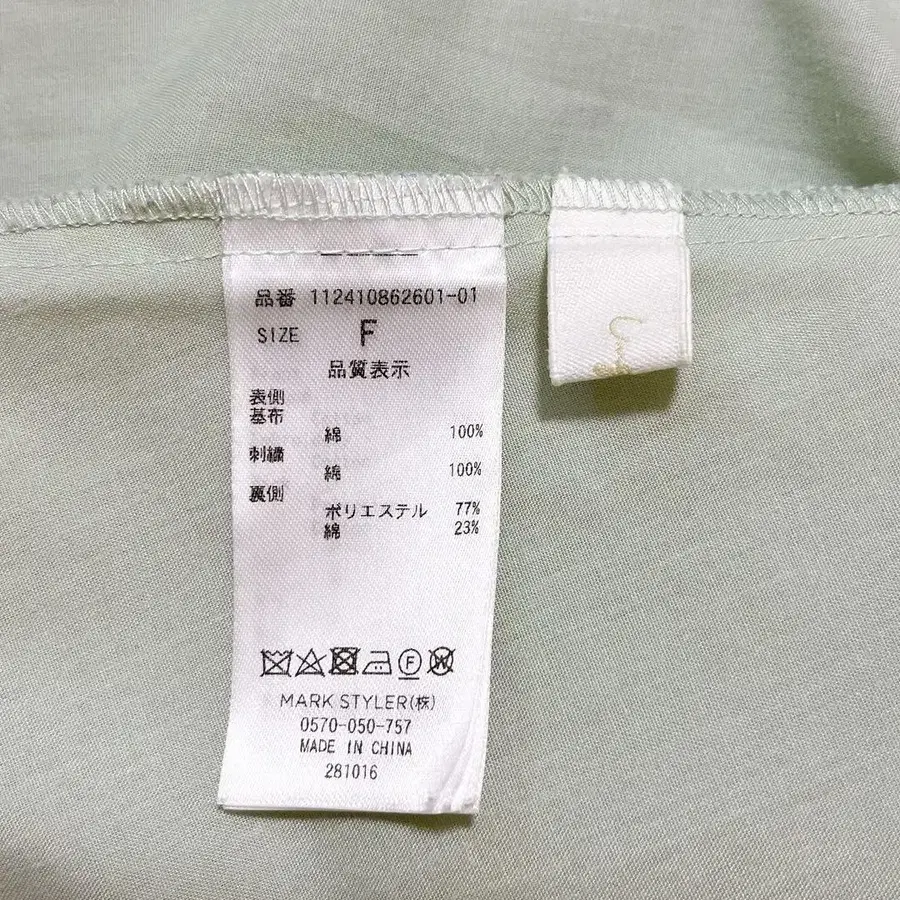 品番 112410862601-01
SIZE F
品質表示
表側
基布
綿 100%
刺繍
綿 100%
裏側
ポリエステル 77%
綿 23%
MARK STYLER(株)
0570-050-757
MADE IN CHINA
281016